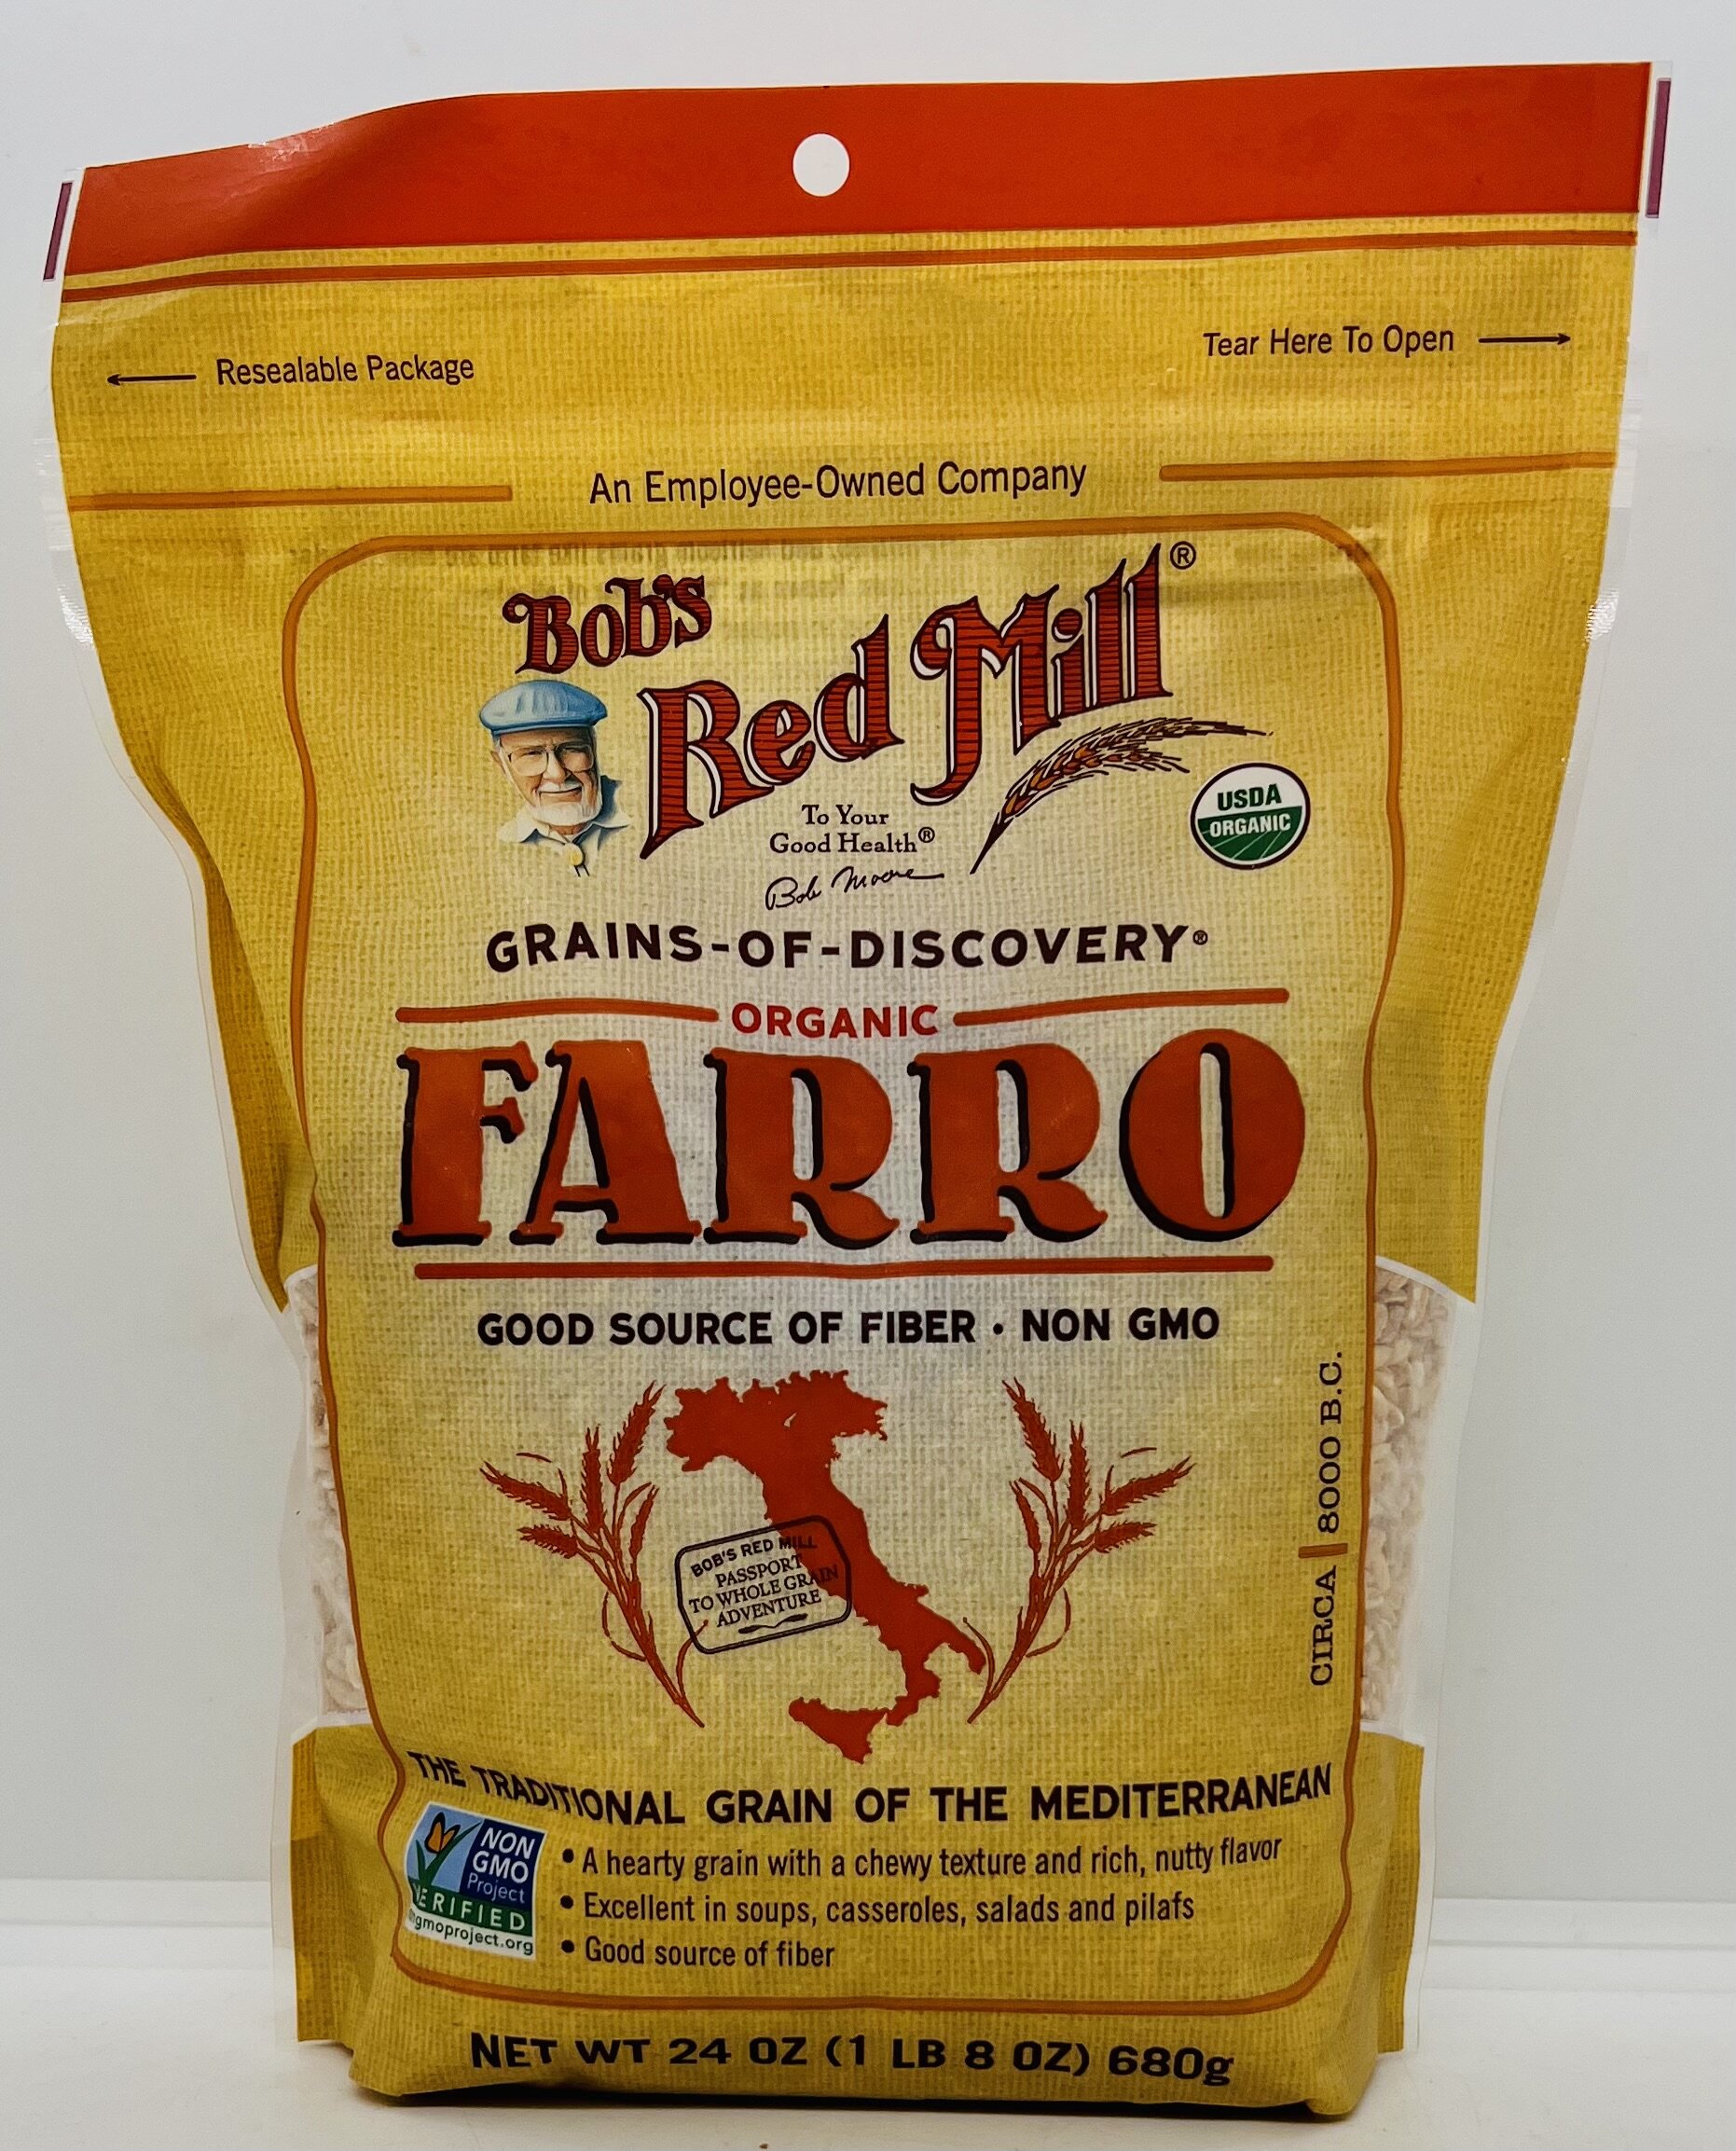 Resealable Package
Tear Here To Open
An Employee-Owned Company
Bob's
Red Mill®
To Your
Good Health®
Bob Moore
USDA
ORGANIC
GRAINS-OF-DISCOVERY®
ORGANIC
FARRO
GOOD SOURCE OF FIBER • NON GMO
BOB'S RED MILL
PASSPORT
TO WHOLE GRAIN
ADVENTURE
CIRCA | 8000 B.C.
THE TRADITIONAL GRAIN OF THE MEDITERRANEAN
NON
GMO
Project
VERIFIED
gmoproject.org
• A hearty grain with a chewy texture and rich, nutty flavor
• Excellent in soups, casseroles, salads and pilafs
• Good source of fiber
NET WT 24 OZ (1 LB 8 OZ) 680g